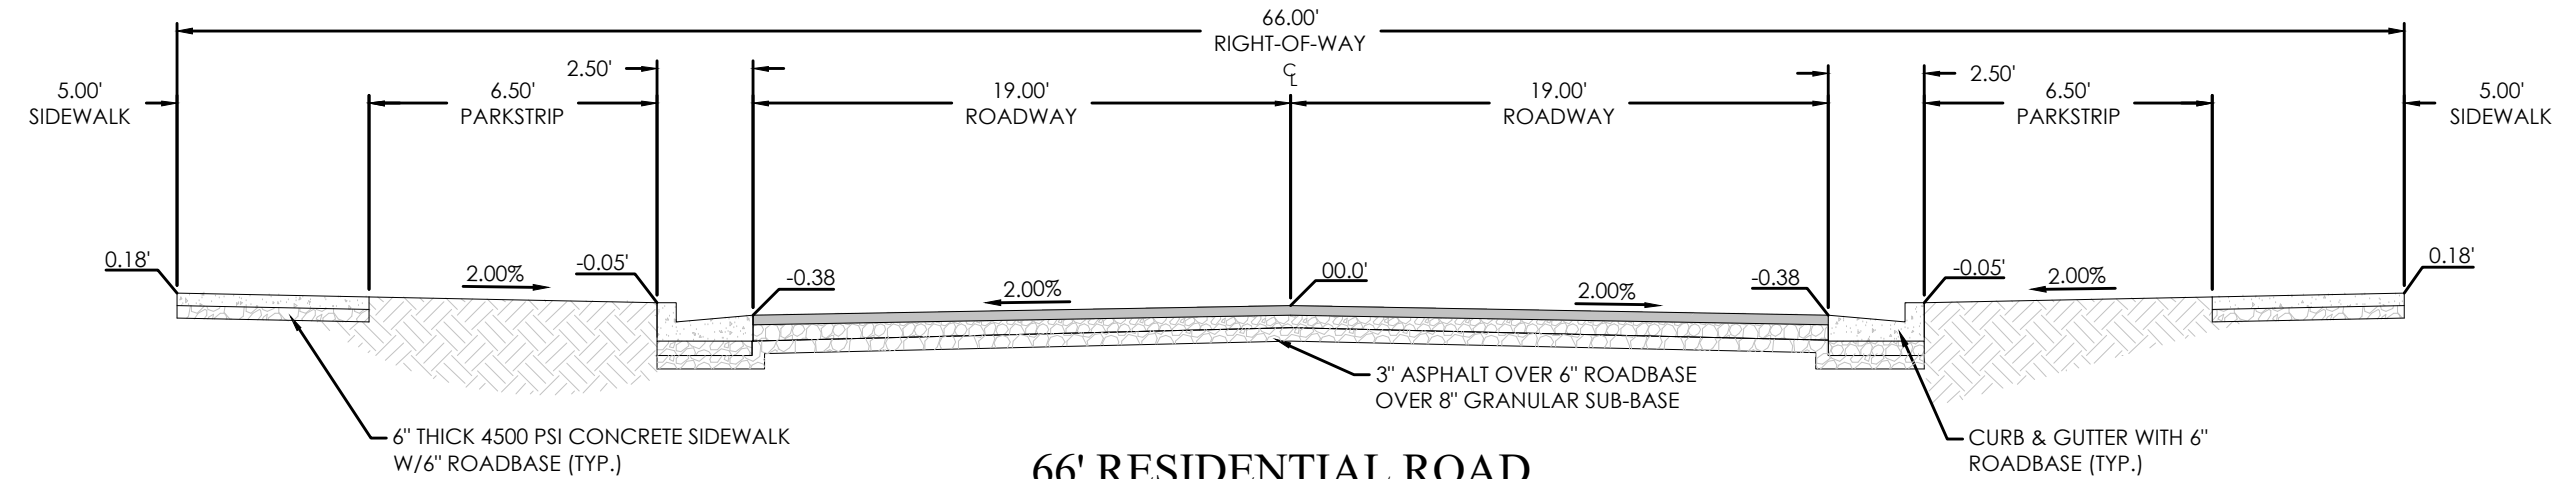 66.00'
RIGHT-OF-WAY
2.50'
℄
2.50'
5.00'
SIDEWALK
6.50'
PARKSTRIP
19.00'
ROADWAY
19.00'
ROADWAY
6.50'
PARKSTRIP
5.00'
SIDEWALK
0.18'
2.00%
-0.05'
-0.38
2.00%
00.0'
2.00%
-0.38
-0.05'
2.00%
0.18'
3" ASPHALT OVER 6" ROADBASE
OVER 8" GRANULAR SUB-BASE
6" THICK 4500 PSI CONCRETE SIDEWALK
W/6" ROADBASE (TYP.)
CURB & GUTTER WITH 6"
ROADBASE (TYP.)
66' RESIDENTIAL ROAD